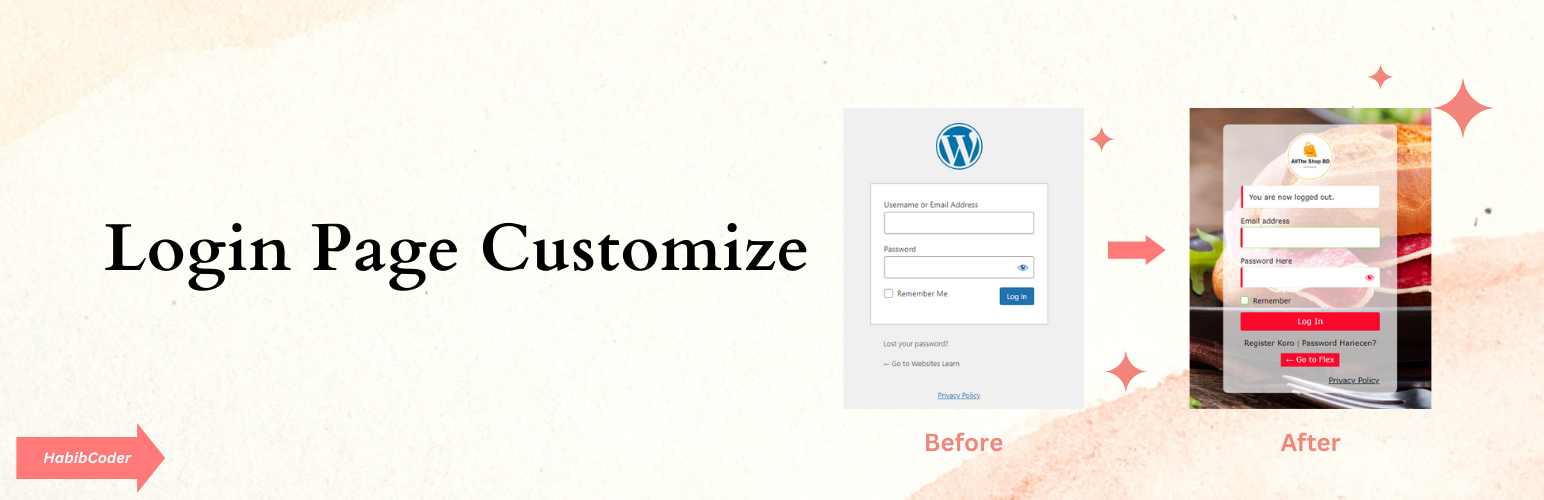 Login Page Customize
HabibCoder
Username or Email Address
Password
Remember Me
Log In
Lost your password?
← Go to Websites Learn
Privacy Policy
Before
AllThe Shop BD
You are now logged out.
Email address
Password Here
Remember
Log In
Register Koro | Password Hariecen?
← Go to Flex
Privacy Policy
After